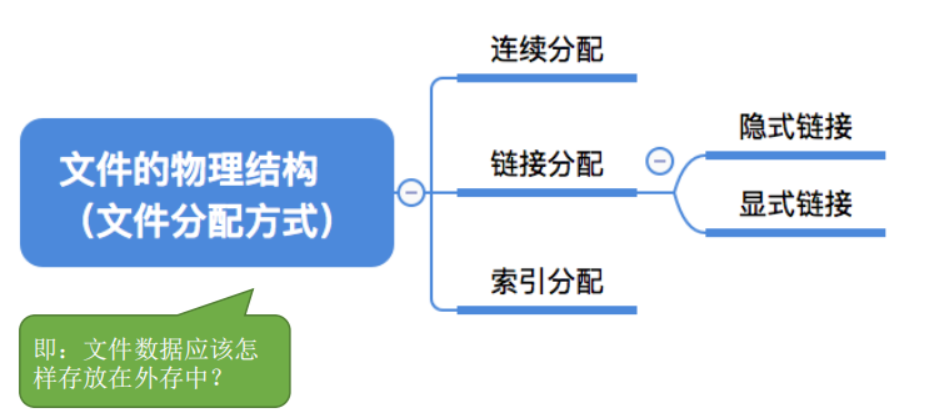 连续分配
隐式链接
文件的物理结构
（文件分配方式）
链接分配
显式链接
索引分配
即：文件数据应该怎
样存放在外存中？